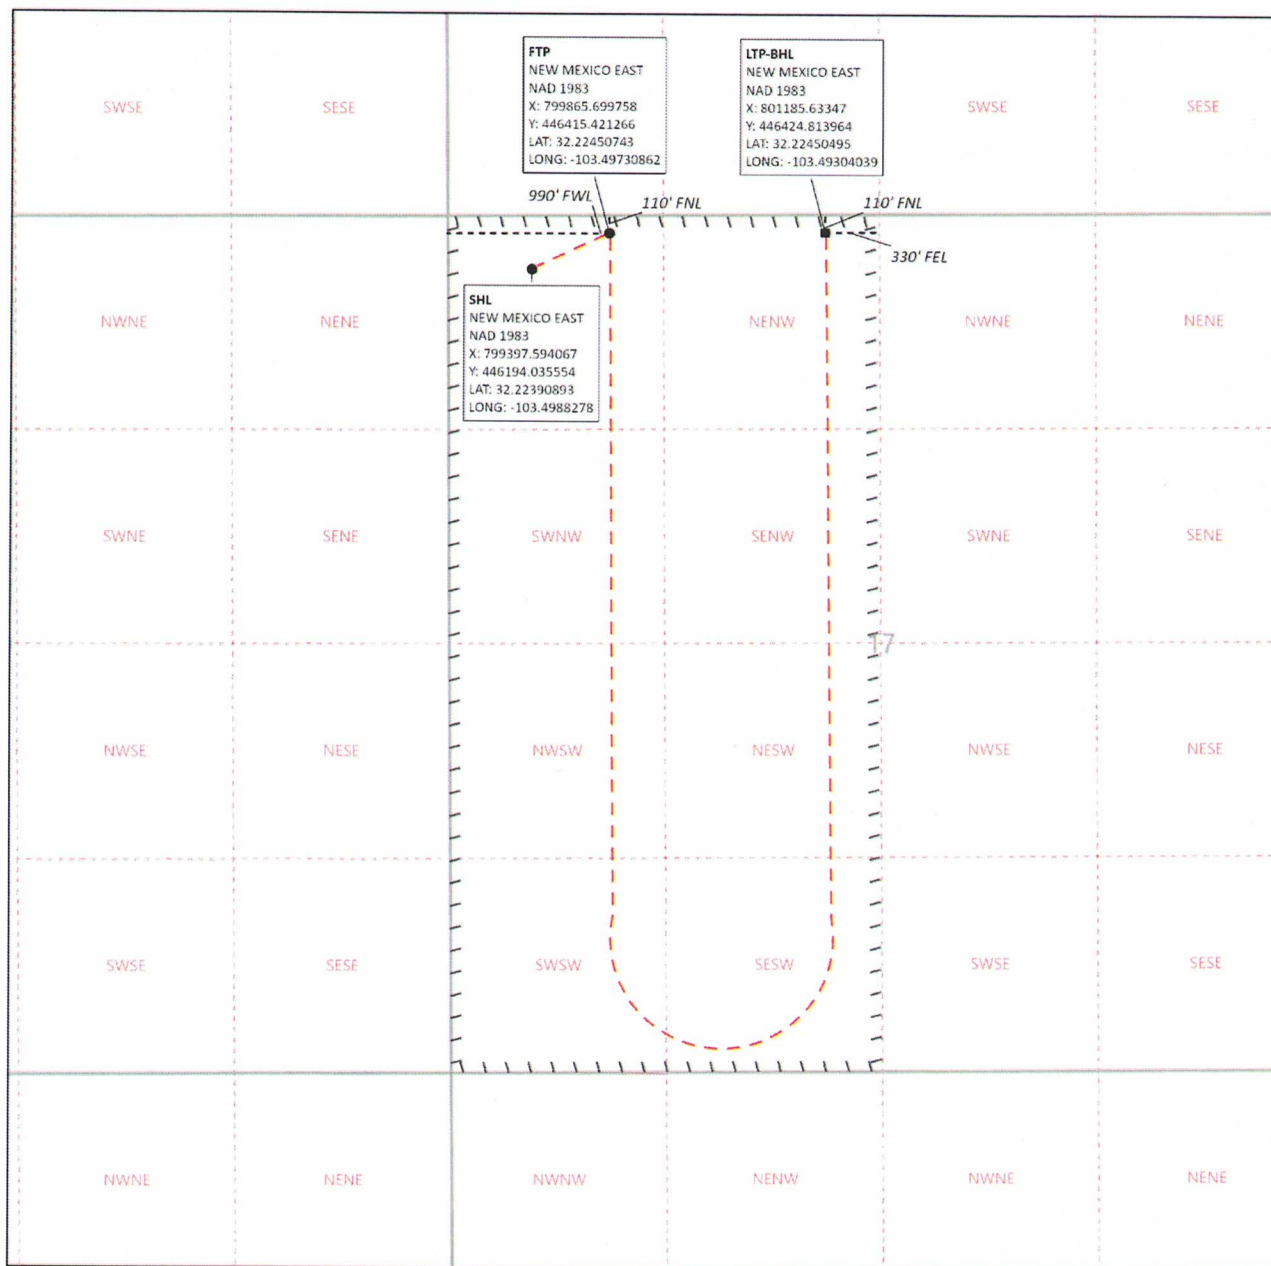 FTP
NEW MEXICO EAST
NAD 1983
X: 799865.699758
Y: 446415.421266
LAT: 32.22450743
LONG: -103.49730862
LTP-BHL
NEW MEXICO EAST
NAD 1983
X: 801185.63347
Y: 446424.813964
LAT: 32.22450495
LONG: -103.49304039
SWSE
SESE
SWSE
SESE
990' FWL
110' FNL
110' FNL
330' FEL
SHL
NEW MEXICO EAST
NAD 1983
X: 799397.594067
Y: 446194.035554
LAT: 32.22390893
LONG: -103.4988278
NWNE
NENE
NENW
NWNE
NENE
SWNE
SENE
SWNW
SENW
SWNE
SENE
17
NWSE
NESE
NWSW
NESW
NWSE
NESE
SWSE
SESE
SWSW
SESW
SWSE
SESE
NWNE
NENE
NWNW
NENW
NWNE
NENE